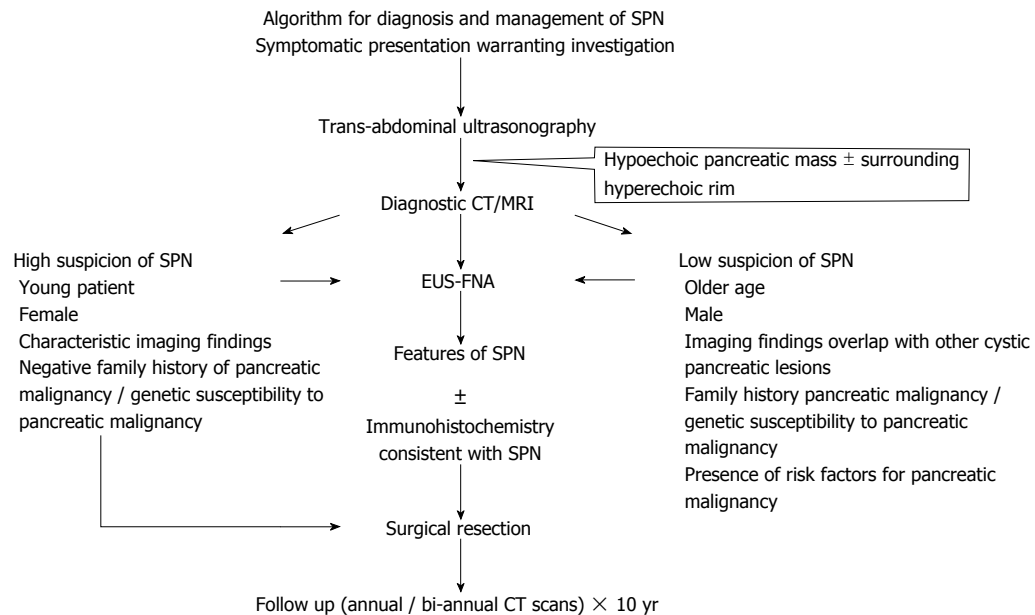 Algorithm for diagnosis and management of SPN
Symptomatic presentation warranting investigation
Trans-abdominal ultrasonography
Hypoechoic pancreatic mass ± surrounding
hyperechoic rim
Diagnostic CT/MRI
High suspicion of SPN
Young patient
Female
Characteristic imaging findings
Negative family history of pancreatic
malignancy / genetic susceptibility to
pancreatic malignancy
EUS-FNA
Features of SPN
±
Immunohistochemistry
consistent with SPN
Low suspicion of SPN
Older age
Male
Imaging findings overlap with other cystic
pancreatic lesions
Family history pancreatic malignancy /
genetic susceptibility to pancreatic
malignancy
Presence of risk factors for pancreatic
malignancy
Surgical resection
Follow up (annual / bi-annual CT scans) × 10 yr